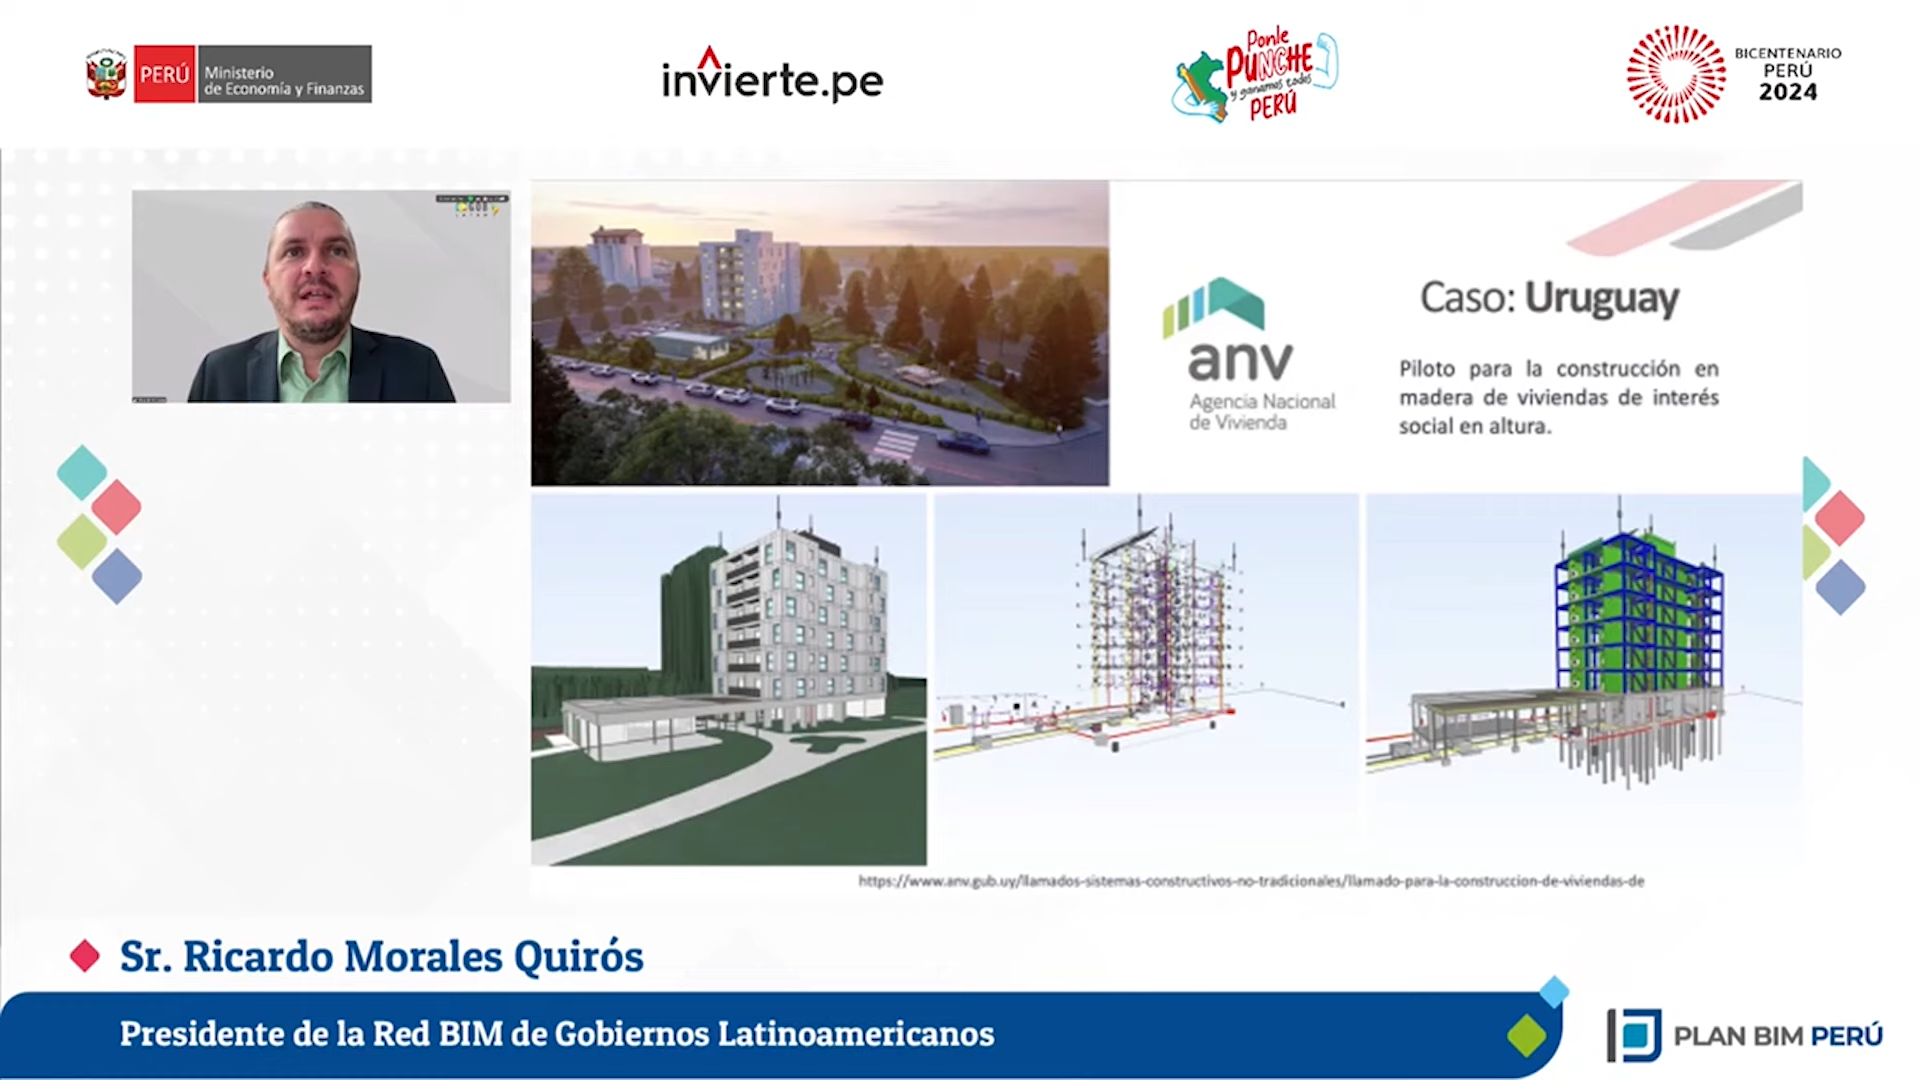 PERÚ
Ministerio
de Economía y Finanzas
invierte.pe
Ponle
PUNCHE
y ganamos todos
PERÚ
BICENTENARIO
PERÚ
2024
anv
Agencia Nacional
de Vivienda
Caso: Uruguay
Piloto para la construcción en
madera de viviendas de interés
social en altura.
https://www.anv.gub.uy/llamados-sistemas-constructivos-no-tradicionales/llamado-para-la-construccion-de-viviendas-de
Sr. Ricardo Morales Quirós
Presidente de la Red BIM de Gobiernos Latinoamericanos
PLAN BIM PERÚ